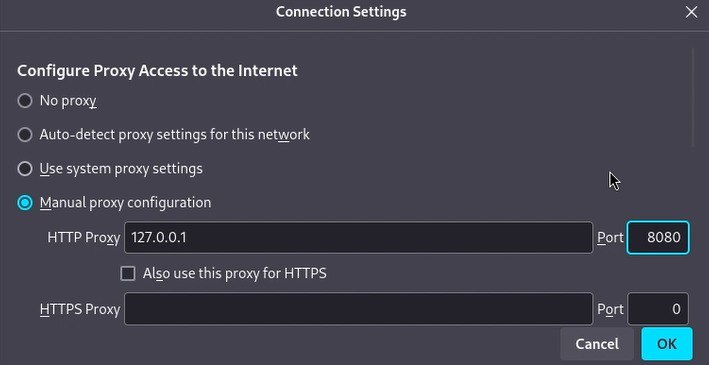 Connection Settings
Configure Proxy Access to the Internet
No proxy
Auto-detect proxy settings for this network
Use system proxy settings
Manual proxy configuration
HTTP Proxy 127.0.0.1 Port 8080
Also use this proxy for HTTPS
HTTPS Proxy Port 0
Cancel OK